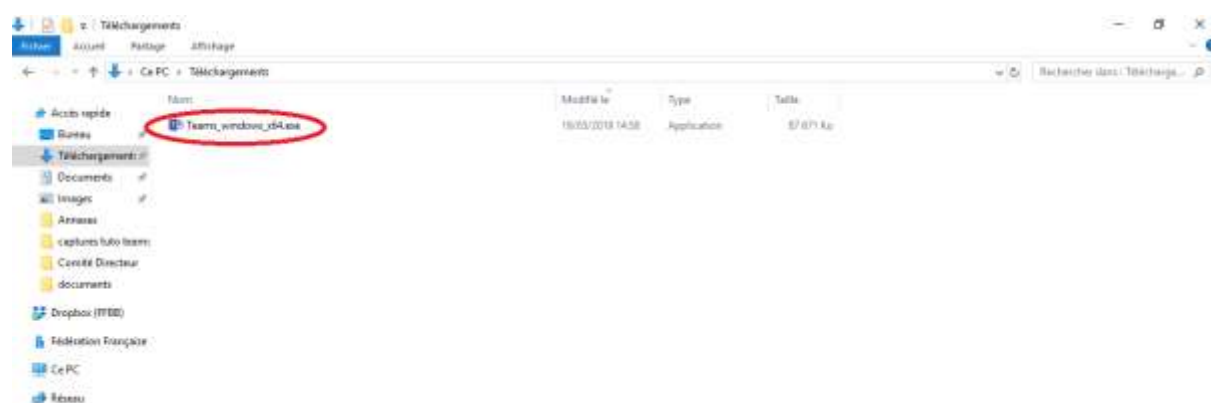 Téléchargements
Fichier Accueil Partage Affichage
Ce PC › Téléchargements
Rechercher dans : Télécharge...
Nom Modifié le Type Taille
Teams_windows_x64.exe Application Ko
Accès rapide
Bureau
Téléchargements
Documents
Images
Annexes
captures tuto teams
Comité Directeur
documents
Dropbox (FFBB)
Fédération Française
Ce PC
Réseau